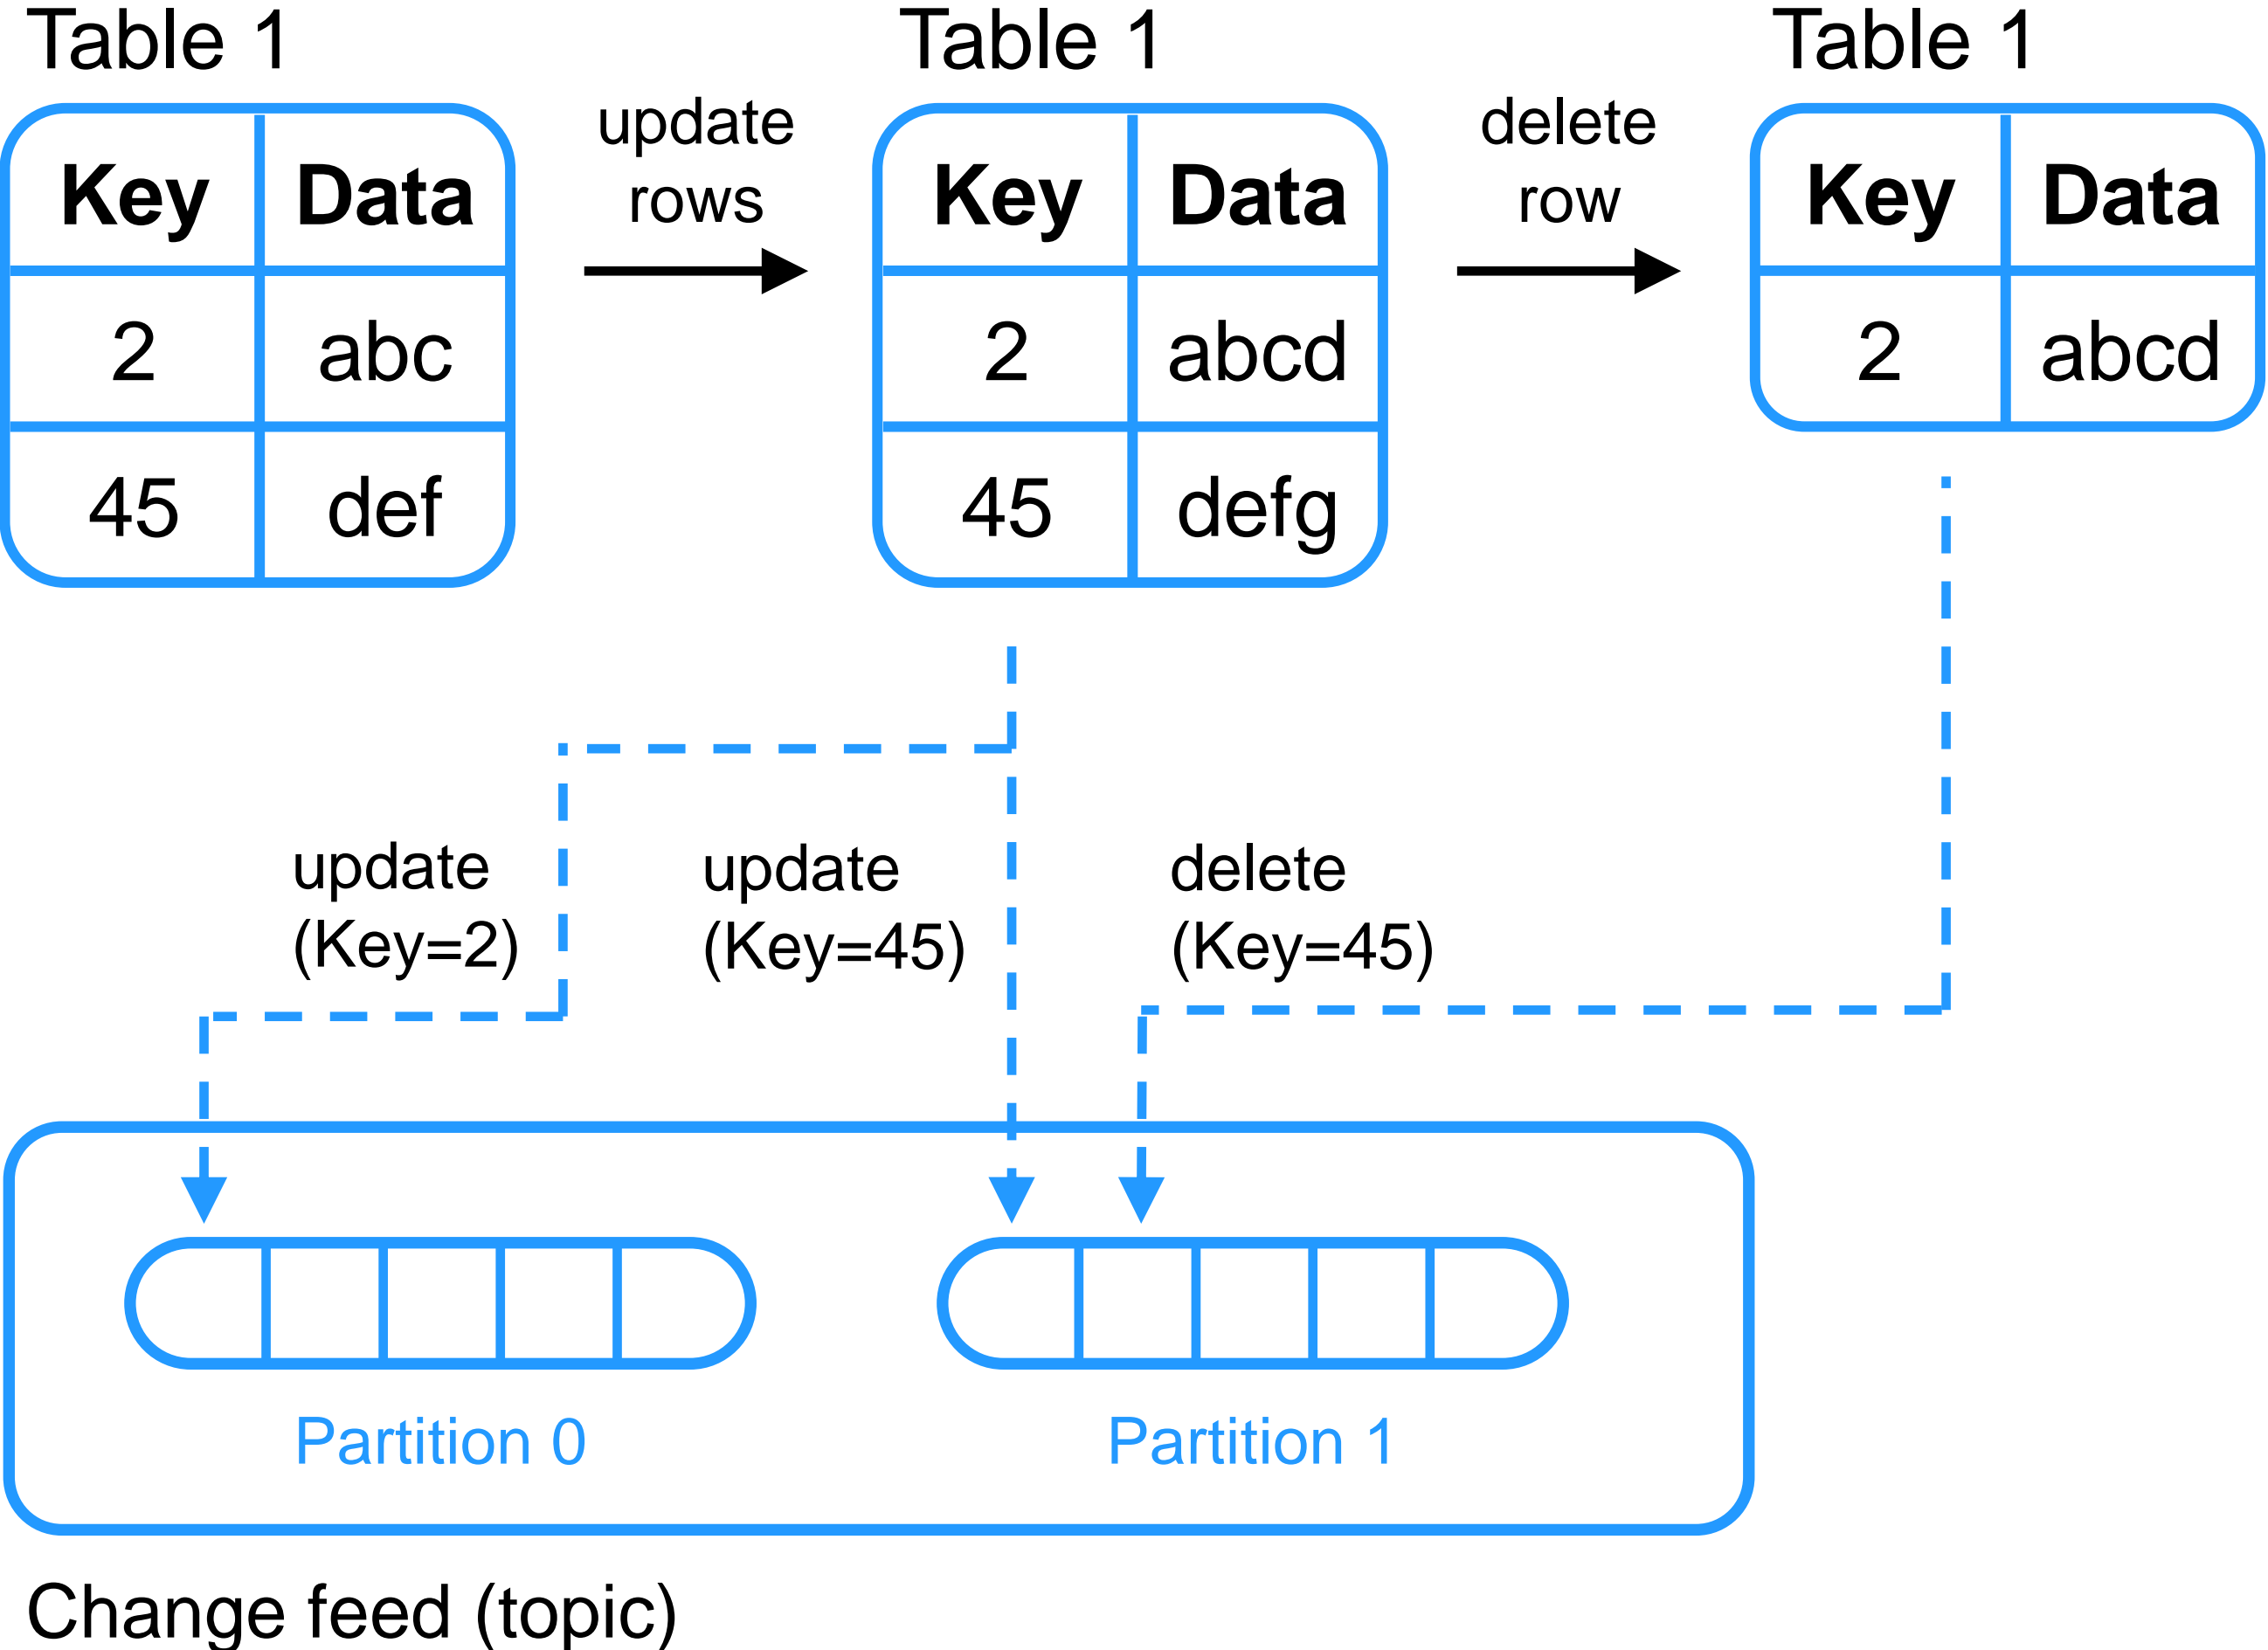 Table 1
Table 1
Table 1
update
rows
delete
row
Key Data
2 abc
45 def
Key Data
2 abcd
45 defg
Key Data
2 abcd
update
(Key=2)
update
(Key=45)
delete
(Key=45)
Partition 0
Partition 1
Change feed (topic)